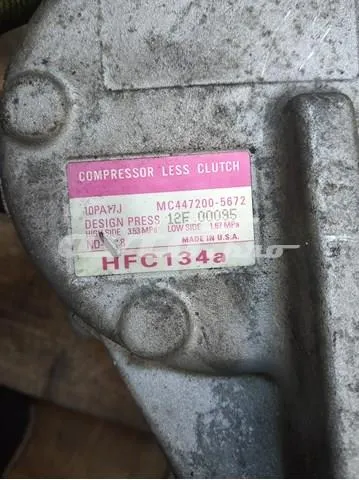 COMPRESSOR LESS CLUTCH
10PA17J MC447200-5672
DESIGN PRESS 12F 00095
HIGH SIDE 3.53 MPa LOW SIDE 1.67 MPa
MADE IN U.S.A.
HFC134a